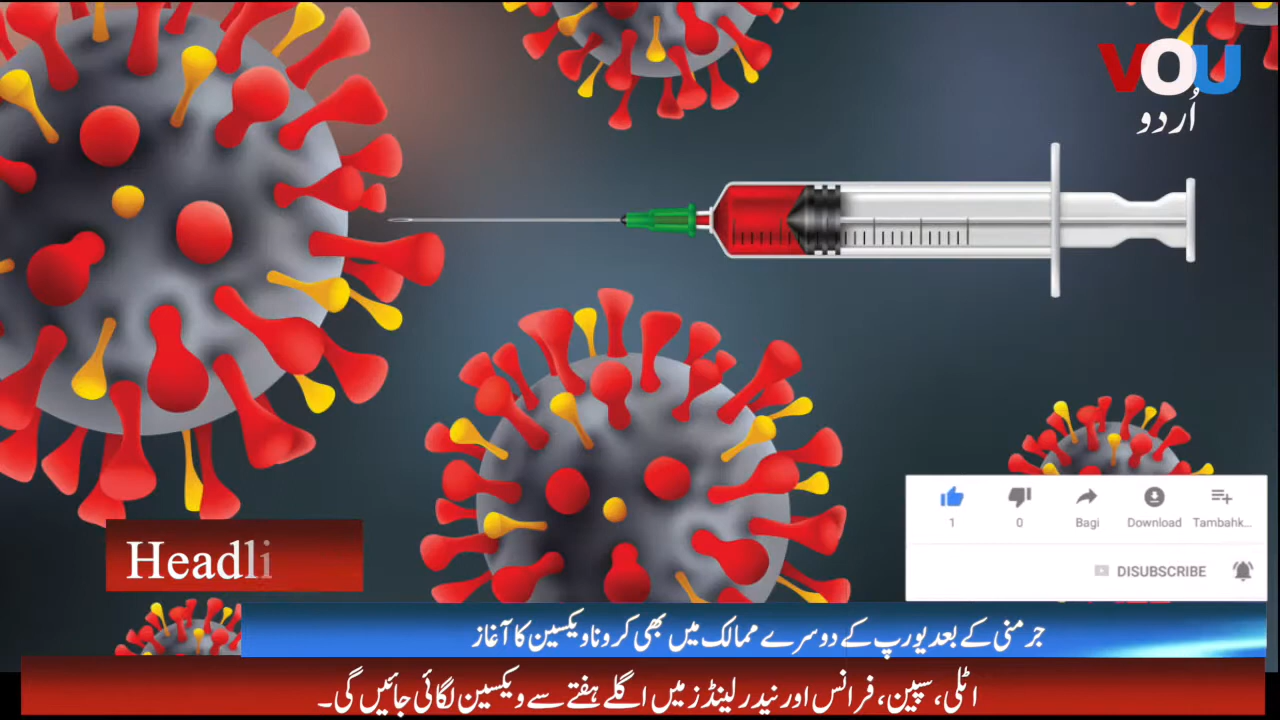 VOU
اُردو
1
0
Bagi
Download
Tambahk...
DISUBSCRIBE
Headli
جرمنی کے بعد یورپ کے دوسرے ممالک میں بھی کرونا ویکسین کا آغاز
اٹلی، سپین، فرانس اور نیدرلینڈز میں اگلے ہفتے سے ویکسین لگائی جائیں گی۔